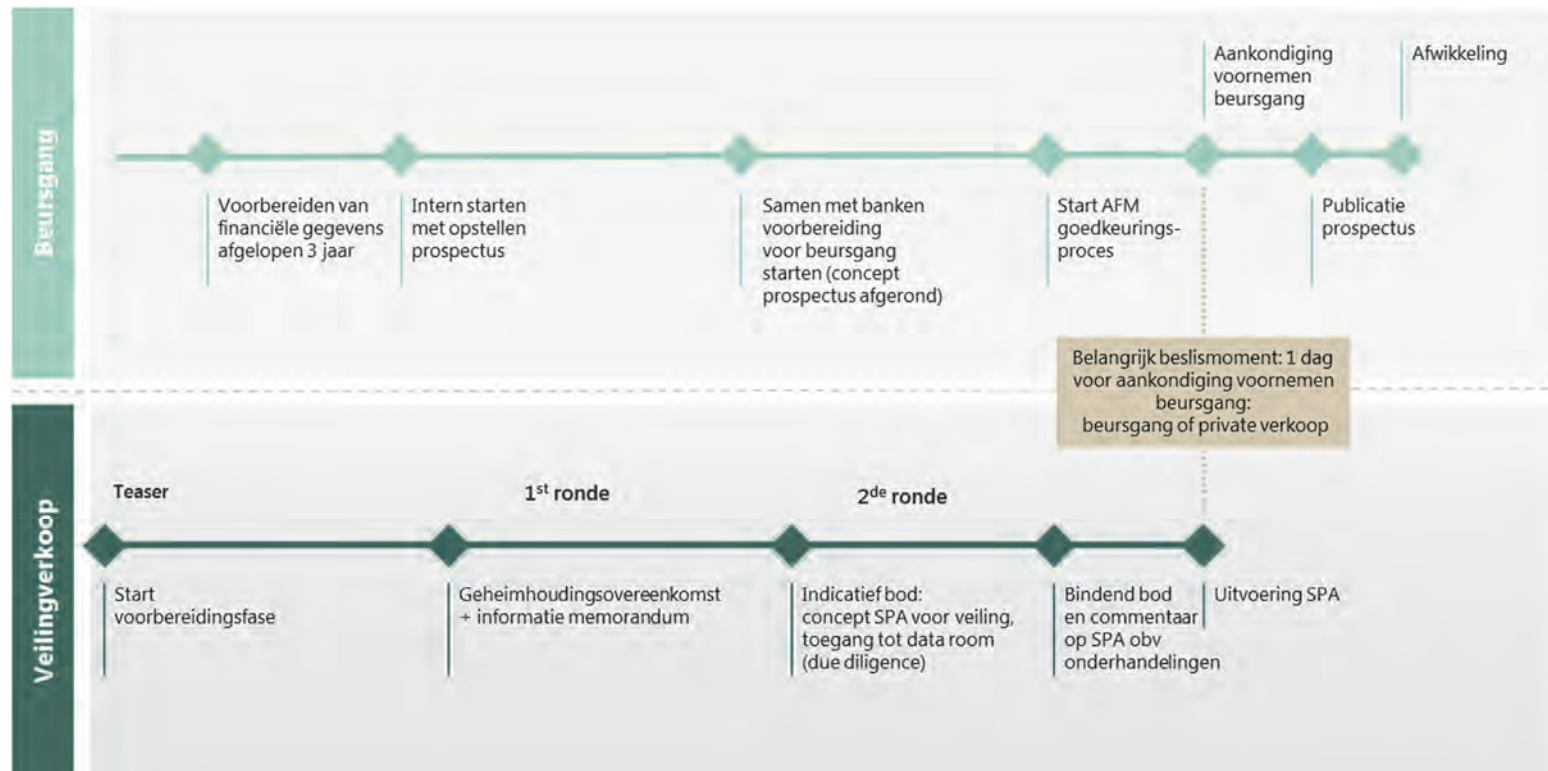 Beursgang
Aankondiging
voornemen
beursgang
Afwikkeling
Voorbereiden van
financiële gegevens
afgelopen 3 jaar
Intern starten
met opstellen
prospectus
Samen met banken
voorbereiding
voor beursgang
starten (concept
prospectus afgerond)
Start AFM
goedkeurings-
proces
Publicatie
prospectus
Belangrijk beslismoment: 1 dag
voor aankondiging voornemen
beursgang:
beursgang of private verkoop
Veilingverkoop
Teaser
1st ronde
2de ronde
Start
voorbereidingsfase
Geheimhoudingsovereenkomst
+ informatie memorandum
Indicatief bod:
concept SPA voor veiling,
toegang tot data room
(due diligence)
Bindend bod
en commentaar
op SPA obv
onderhandelingen
Uitvoering SPA